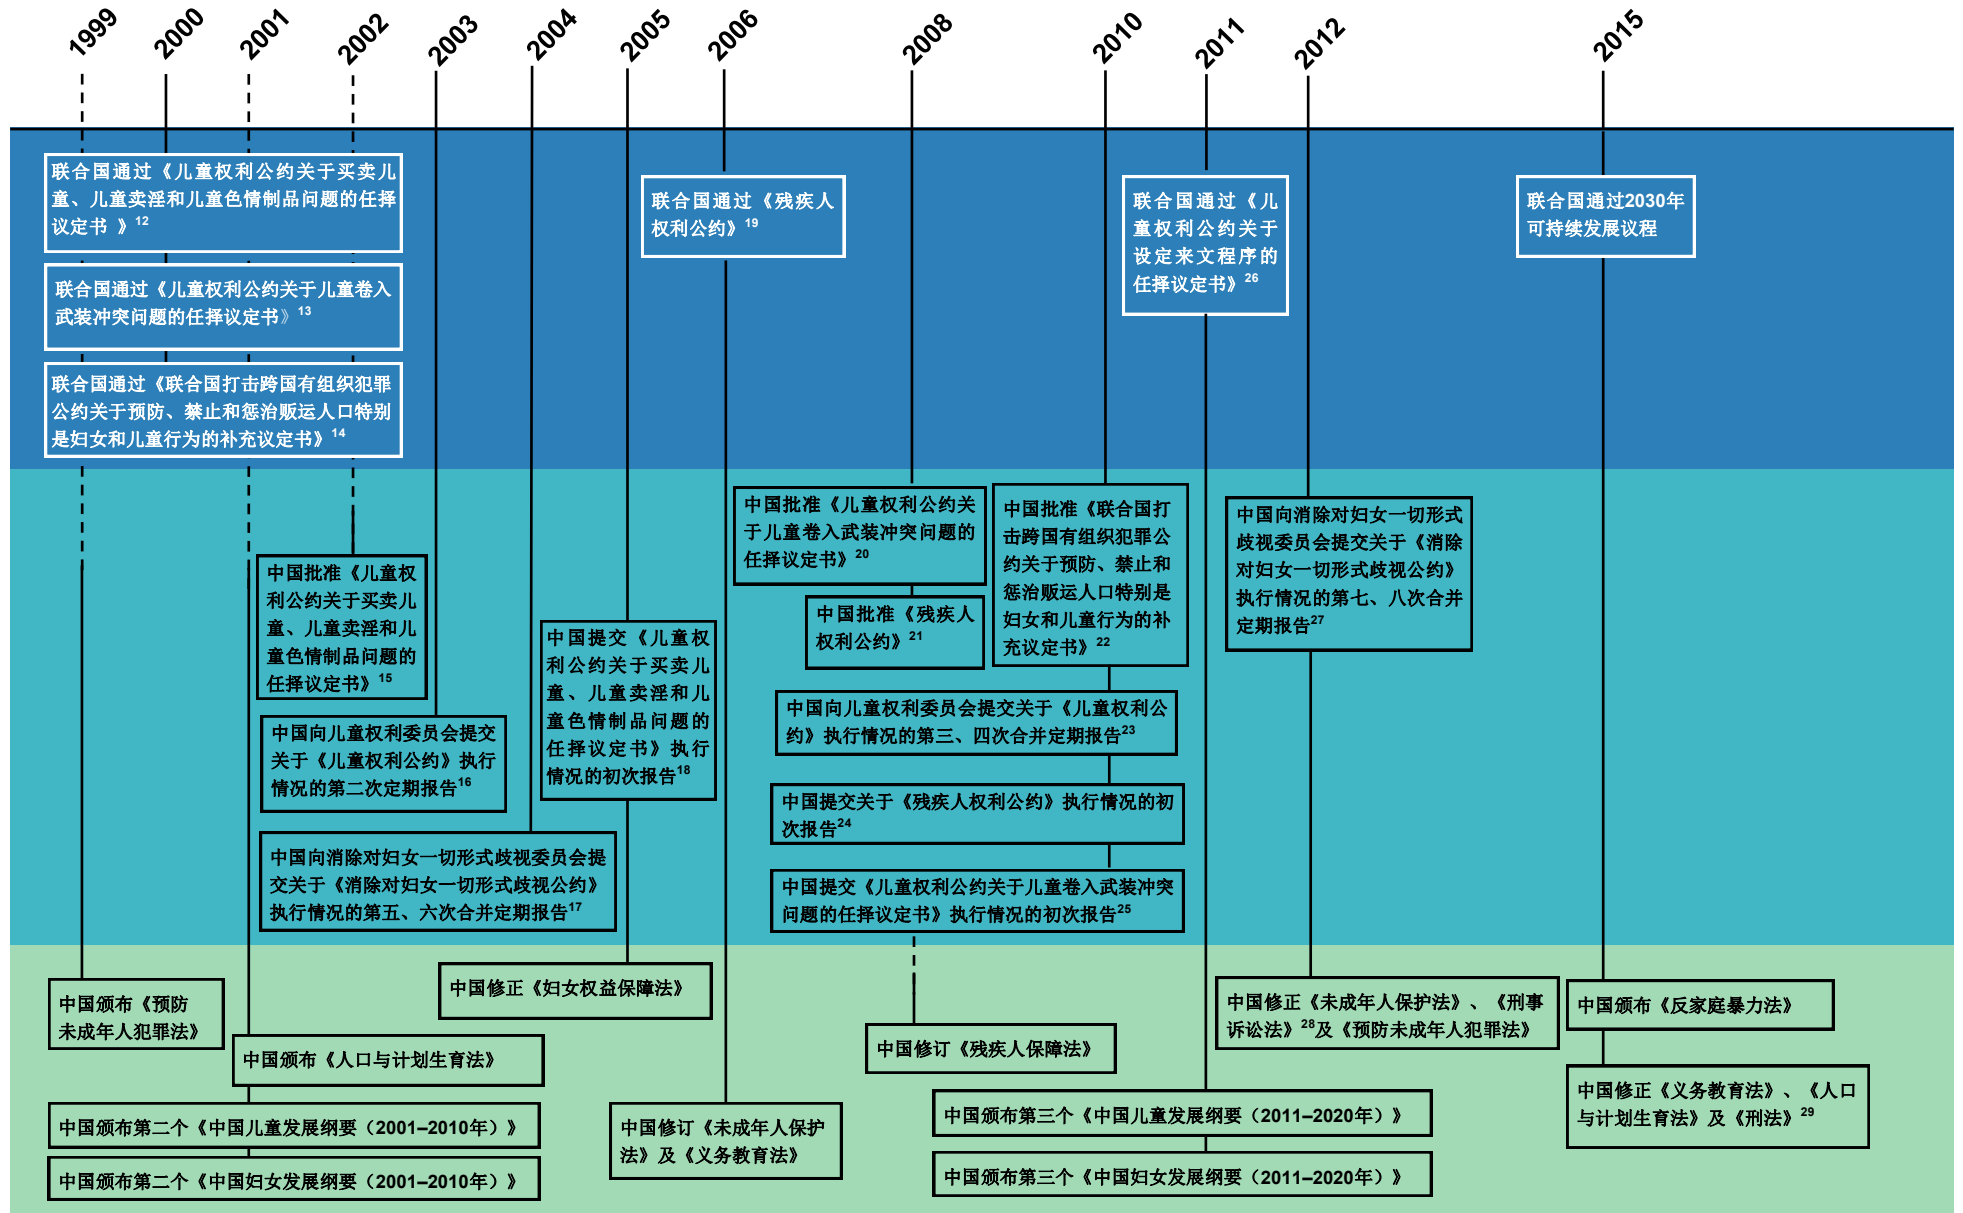 1999
2000
2001
2002
2003
2004
2005
2006
2008
2010
2011
2012
2015
联合国通过《儿童权利公约关于买卖儿
童、儿童卖淫和儿童色情制品问题的任择
议定书 》12
联合国通过《儿童权利公约关于儿童卷入
武装冲突问题的任择议定书》13
联合国通过《联合国打击跨国有组织犯罪
公约关于预防、禁止和惩治贩运人口特别
是妇女和儿童行为的补充议定书》14
联合国通过《残疾人
权利公约》19
联合国通过《儿
童权利公约关于
设定来文程序的
任择议定书》26
联合国通过2030年
可持续发展议程
中国批准《儿童权
利公约关于买卖儿
童、儿童卖淫和儿
童色情制品问题的
任择议定书》15
中国向儿童权利委员会提交
关于《儿童权利公约》执行
情况的第二次定期报告16
中国向消除对妇女一切形式歧视委员会提
交关于《消除对妇女一切形式歧视公约》
执行情况的第五、六次合并定期报告17
中国提交《儿童权
利公约关于买卖儿
童、儿童卖淫和儿
童色情制品问题的
任择议定书》执行
情况的初次报告18
中国批准《儿童权利公约关
于儿童卷入武装冲突问题的
任择议定书》20
中国批准《残疾人
权利公约》21
中国批准《联合国打
击跨国有组织犯罪公
约关于预防、禁止和
惩治贩运人口特别是
妇女和儿童行为的补
充议定书》22
中国向儿童权利委员会提交关于《儿童权利公
约》执行情况的第三、四次合并定期报告23
中国提交关于《残疾人权利公约》执行情况的初
次报告24
中国提交《儿童权利公约关于儿童卷入武装冲突
问题的任择议定书》执行情况的初次报告25
中国向消除对妇女一切形式
歧视委员会提交关于《消除
对妇女一切形式歧视公约》
执行情况的第七、八次合并
定期报告27
中国颁布《预防
未成年人犯罪法》
中国颁布《人口与计划生育法》
中国颁布第二个《中国儿童发展纲要（2001–2010年）》
中国颁布第二个《中国妇女发展纲要（2001–2010年）》
中国修正《妇女权益保障法》
中国修订《未成年人保护
法》及《义务教育法》
中国修订《残疾人保障法》
中国颁布第三个《中国儿童发展纲要（2011–2020年）》
中国颁布第三个《中国妇女发展纲要（2011–2020年）》
中国修正《未成年人保护法》、《刑事
诉讼法》28及《预防未成年人犯罪法》
中国颁布《反家庭暴力法》
中国修正《义务教育法》、《人口
与计划生育法》及《刑法》29